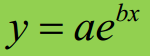 y = ae^{bx}